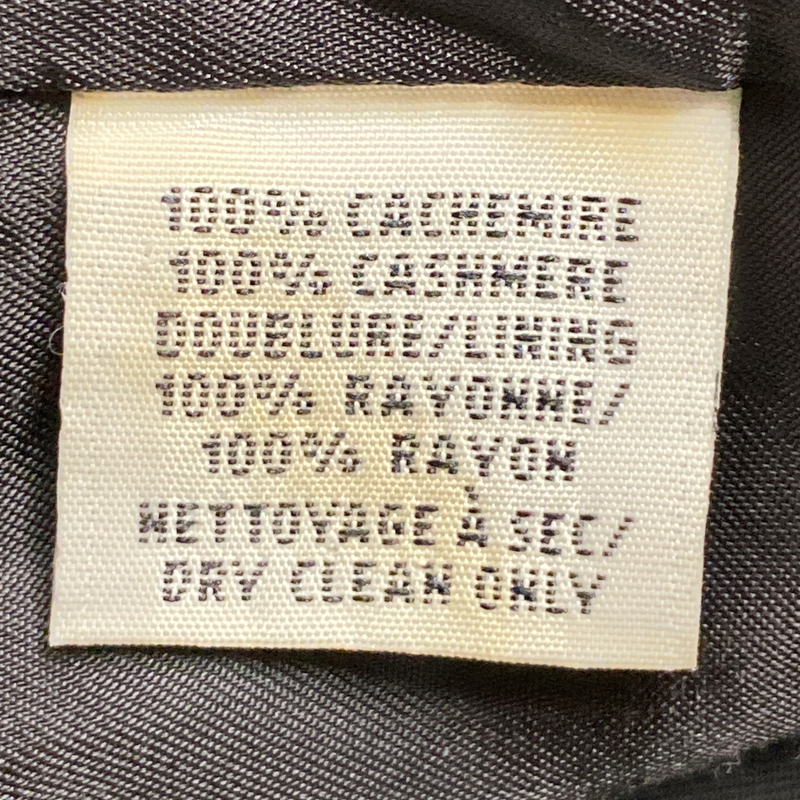 100% CACHEMIRE
100% CASHMERE
DOUBLURE/LINING
100% RAYONNE/
100% RAYON
NETTOYAGE À SEC/
DRY CLEAN ONLY